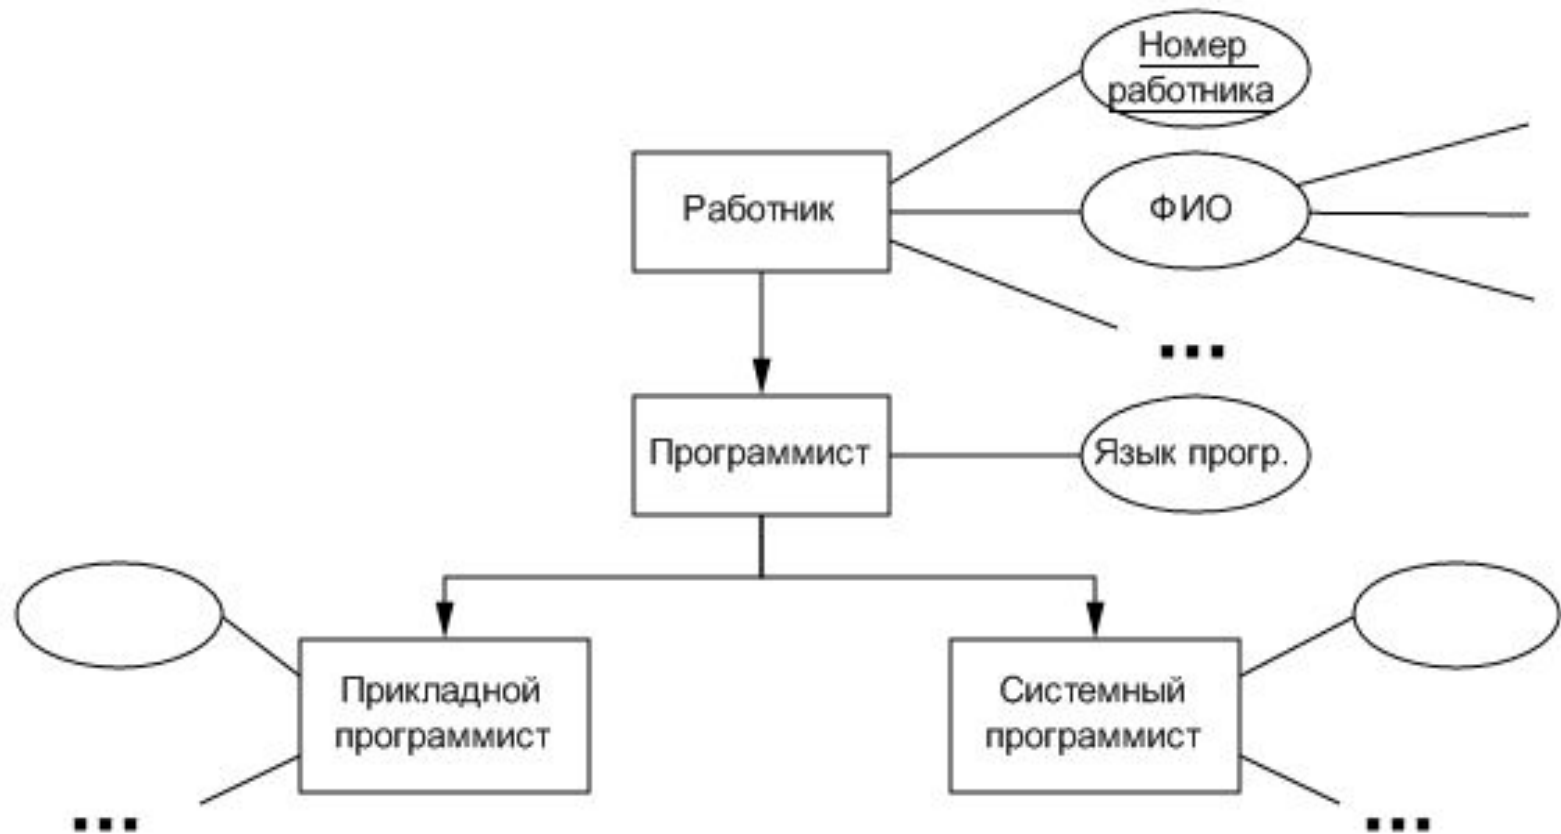 Номер
работника
Работник
ФИО
...
Программист
Язык прогр.
Прикладной
программист
Системный
программист
...
...